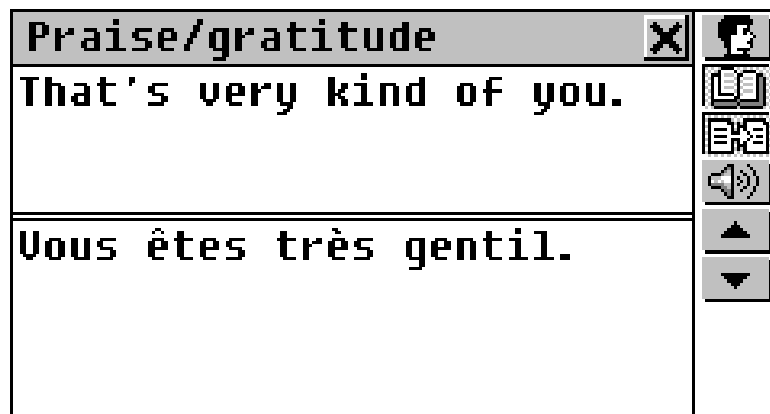 Praise/gratitude
That's very kind of you.
Vous êtes très gentil.